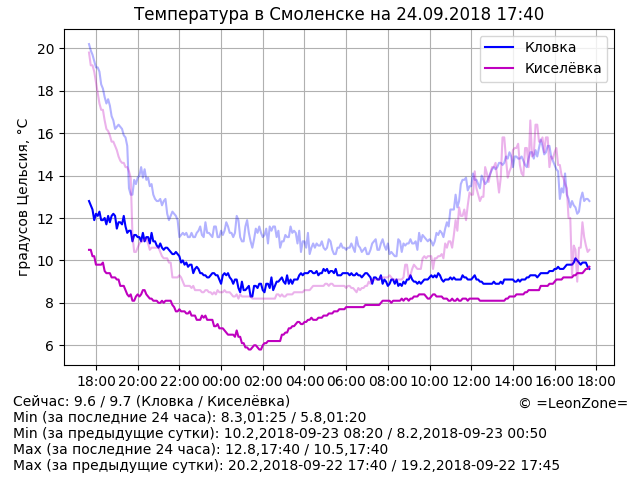 Температура в Смоленске на 24.09.2018 17:40
Кловка
Киселёвка
градусов Цельсия, °C
20
18
16
14
12
10
8
6
18:00 20:00 22:00 00:00 02:00 04:00 06:00 08:00 10:00 12:00 14:00 16:00 18:00
Сейчас: 9.6 / 9.7 (Кловка / Киселёвка)
© =LeonZone=
Min (за последние 24 часа): 8.3,01:25 / 5.8,01:20
Min (за предыдущие сутки): 10.2,2018-09-23 08:20 / 8.2,2018-09-23 00:50
Max (за последние 24 часа): 12.8,17:40 / 10.5,17:40
Max (за предыдущие сутки): 20.2,2018-09-22 17:40 / 19.2,2018-09-22 17:45